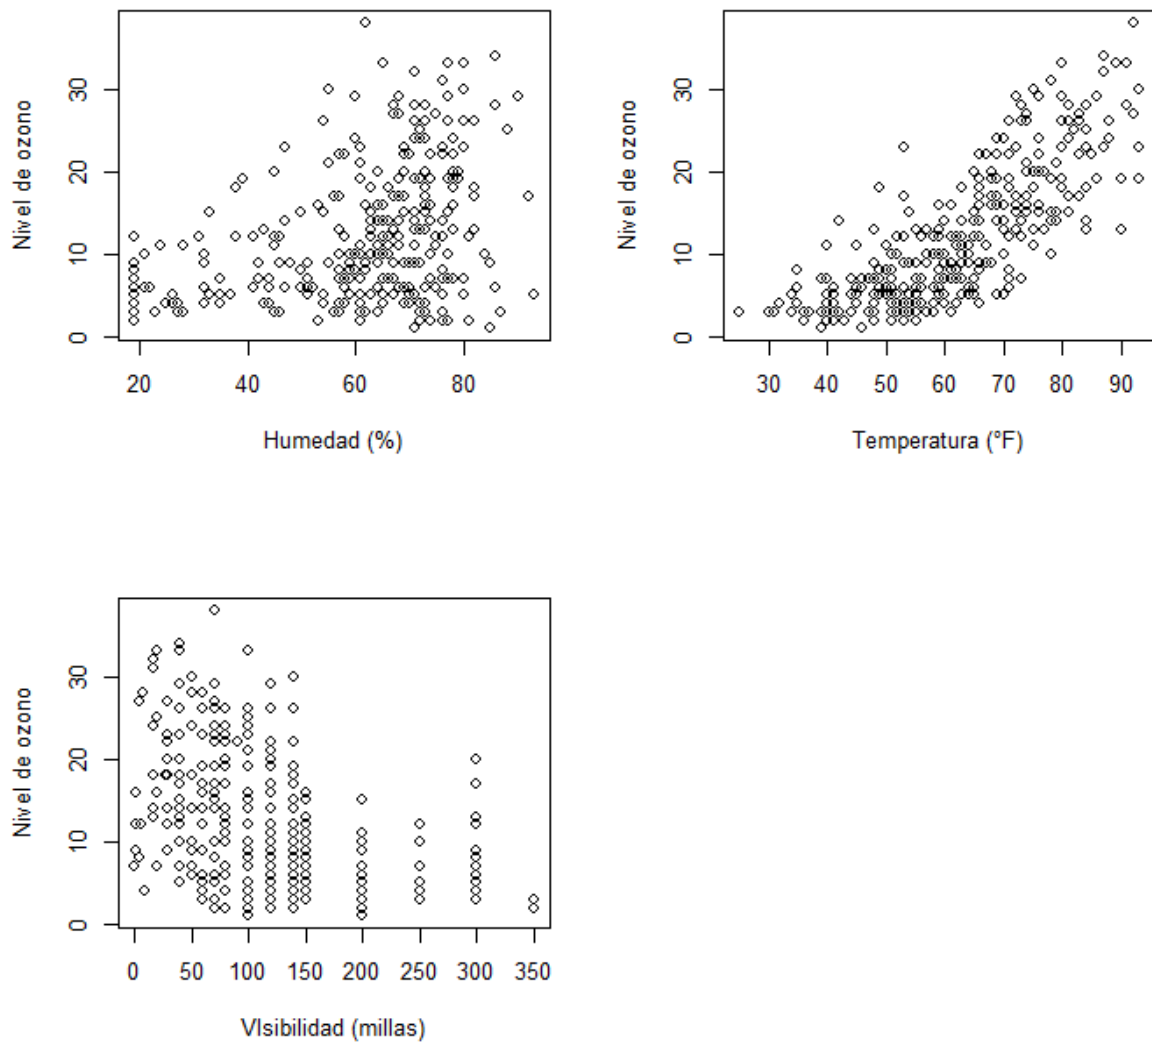 Nivel de ozono
0 10 20 30
20 40 60 80
Humedad (%)
Nivel de ozono
0 10 20 30
30 40 50 60 70 80 90
Temperatura (°F)
Nivel de ozono
0 10 20 30
0 50 100 150 200 250 300 350
VIsibilidad (millas)